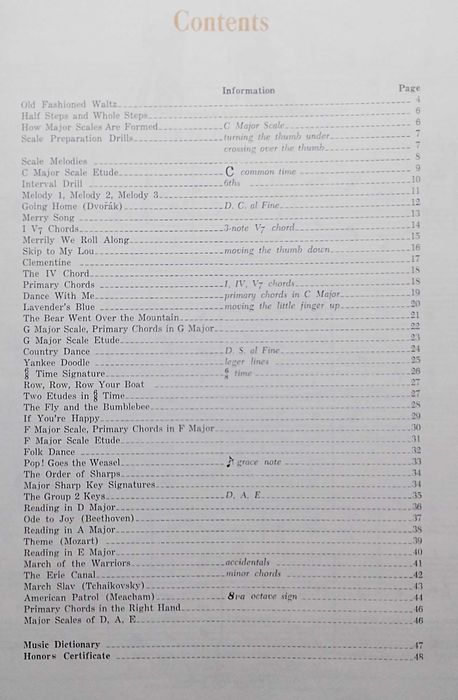 Contents
Information Page
Old Fashioned Waltz 4
Half Steps and Whole Steps 6
How Major Scales Are Formed C Major Scale 6
Scale Preparation Drills turning the thumb under 7
crossing over the thumb 7
Scale Melodies 8
C Major Scale Etude C common time 9
Interval Drill 6ths 10
Melody 1, Melody 2, Melody 3 11
Going Home (Dvořák) D. C. al Fine 12
Merry Song 13
I V7 Chords 3-note V7 chord 14
Merrily We Roll Along 15
Skip to My Lou moving the thumb down 16
Clementine 17
The IV Chord 18
Primary Chords I, IV, V7 chords 18
Dance With Me primary chords in C Major 19
Lavender's Blue moving the little finger up 20
The Bear Went Over the Mountain 21
G Major Scale, Primary Chords in G Major 22
G Major Scale Etude 23
Country Dance D. S. al Fine 24
Yankee Doodle leger lines 25
6/8 Time Signature 6/8 time 26
Row, Row, Row Your Boat 27
Two Etudes in 6/8 Time 27
The Fly and the Bumblebee 28
If You're Happy 29
F Major Scale, Primary Chords in F Major 30
F Major Scale Etude 31
Folk Dance 32
Pop! Goes the Weasel grace note 33
The Order of Sharps 34
Major Sharp Key Signatures 34
The Group 2 Keys D, A, E 35
Reading in D Major 36
Ode to Joy (Beethoven) 37
Reading in A Major 38
Theme (Mozart) 39
Reading in E Major 40
March of the Warriors accidentals 41
The Erie Canal minor chords 42
March Slav (Tchaikovsky) 43
American Patrol (Meacham) 8va octave sign 44
Primary Chords in the Right Hand 46
Major Scales of D, A, E 46
Music Dictionary 47
Honors Certificate 48